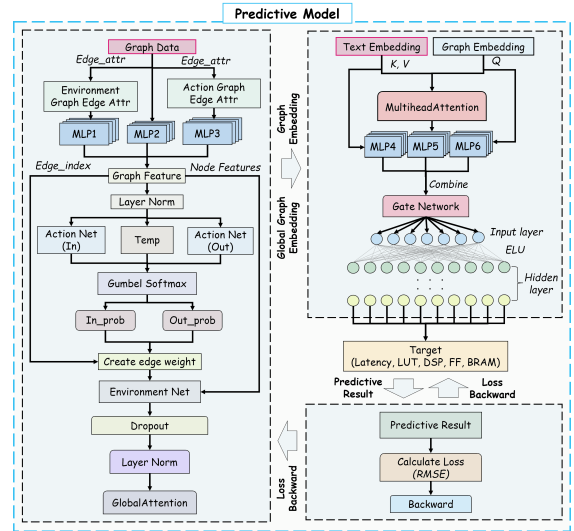 Predictive Model
Graph Data
Edge_attr
Edge_attr
Environment
Graph Edge Attr
Action Graph
Edge Attr
MLP1
MLP2
MLP3
Edge_index
Node Features
Graph Feature
Layer Norm
Action Net
(In)
Temp
Action Net
(Out)
Gumbel Softmax
In_prob
Out_prob
Create edge weight
Environment Net
Dropout
Layer Norm
GlobalAttention
Graph
Embedding
Global Graph
Embedding
Text Embedding
Graph Embedding
K, V
Q
MultiheadAttention
MLP4
MLP5
MLP6
Combine
Gate Network
Input layer
ELU
. . .
. . .
Hidden
layer
Target
(Latency, LUT, DSP, FF, BRAM)
Predictive
Result
Loss
Backward
Predictive Result
Calculate Loss
(RMSE)
Backward
Loss
Backward